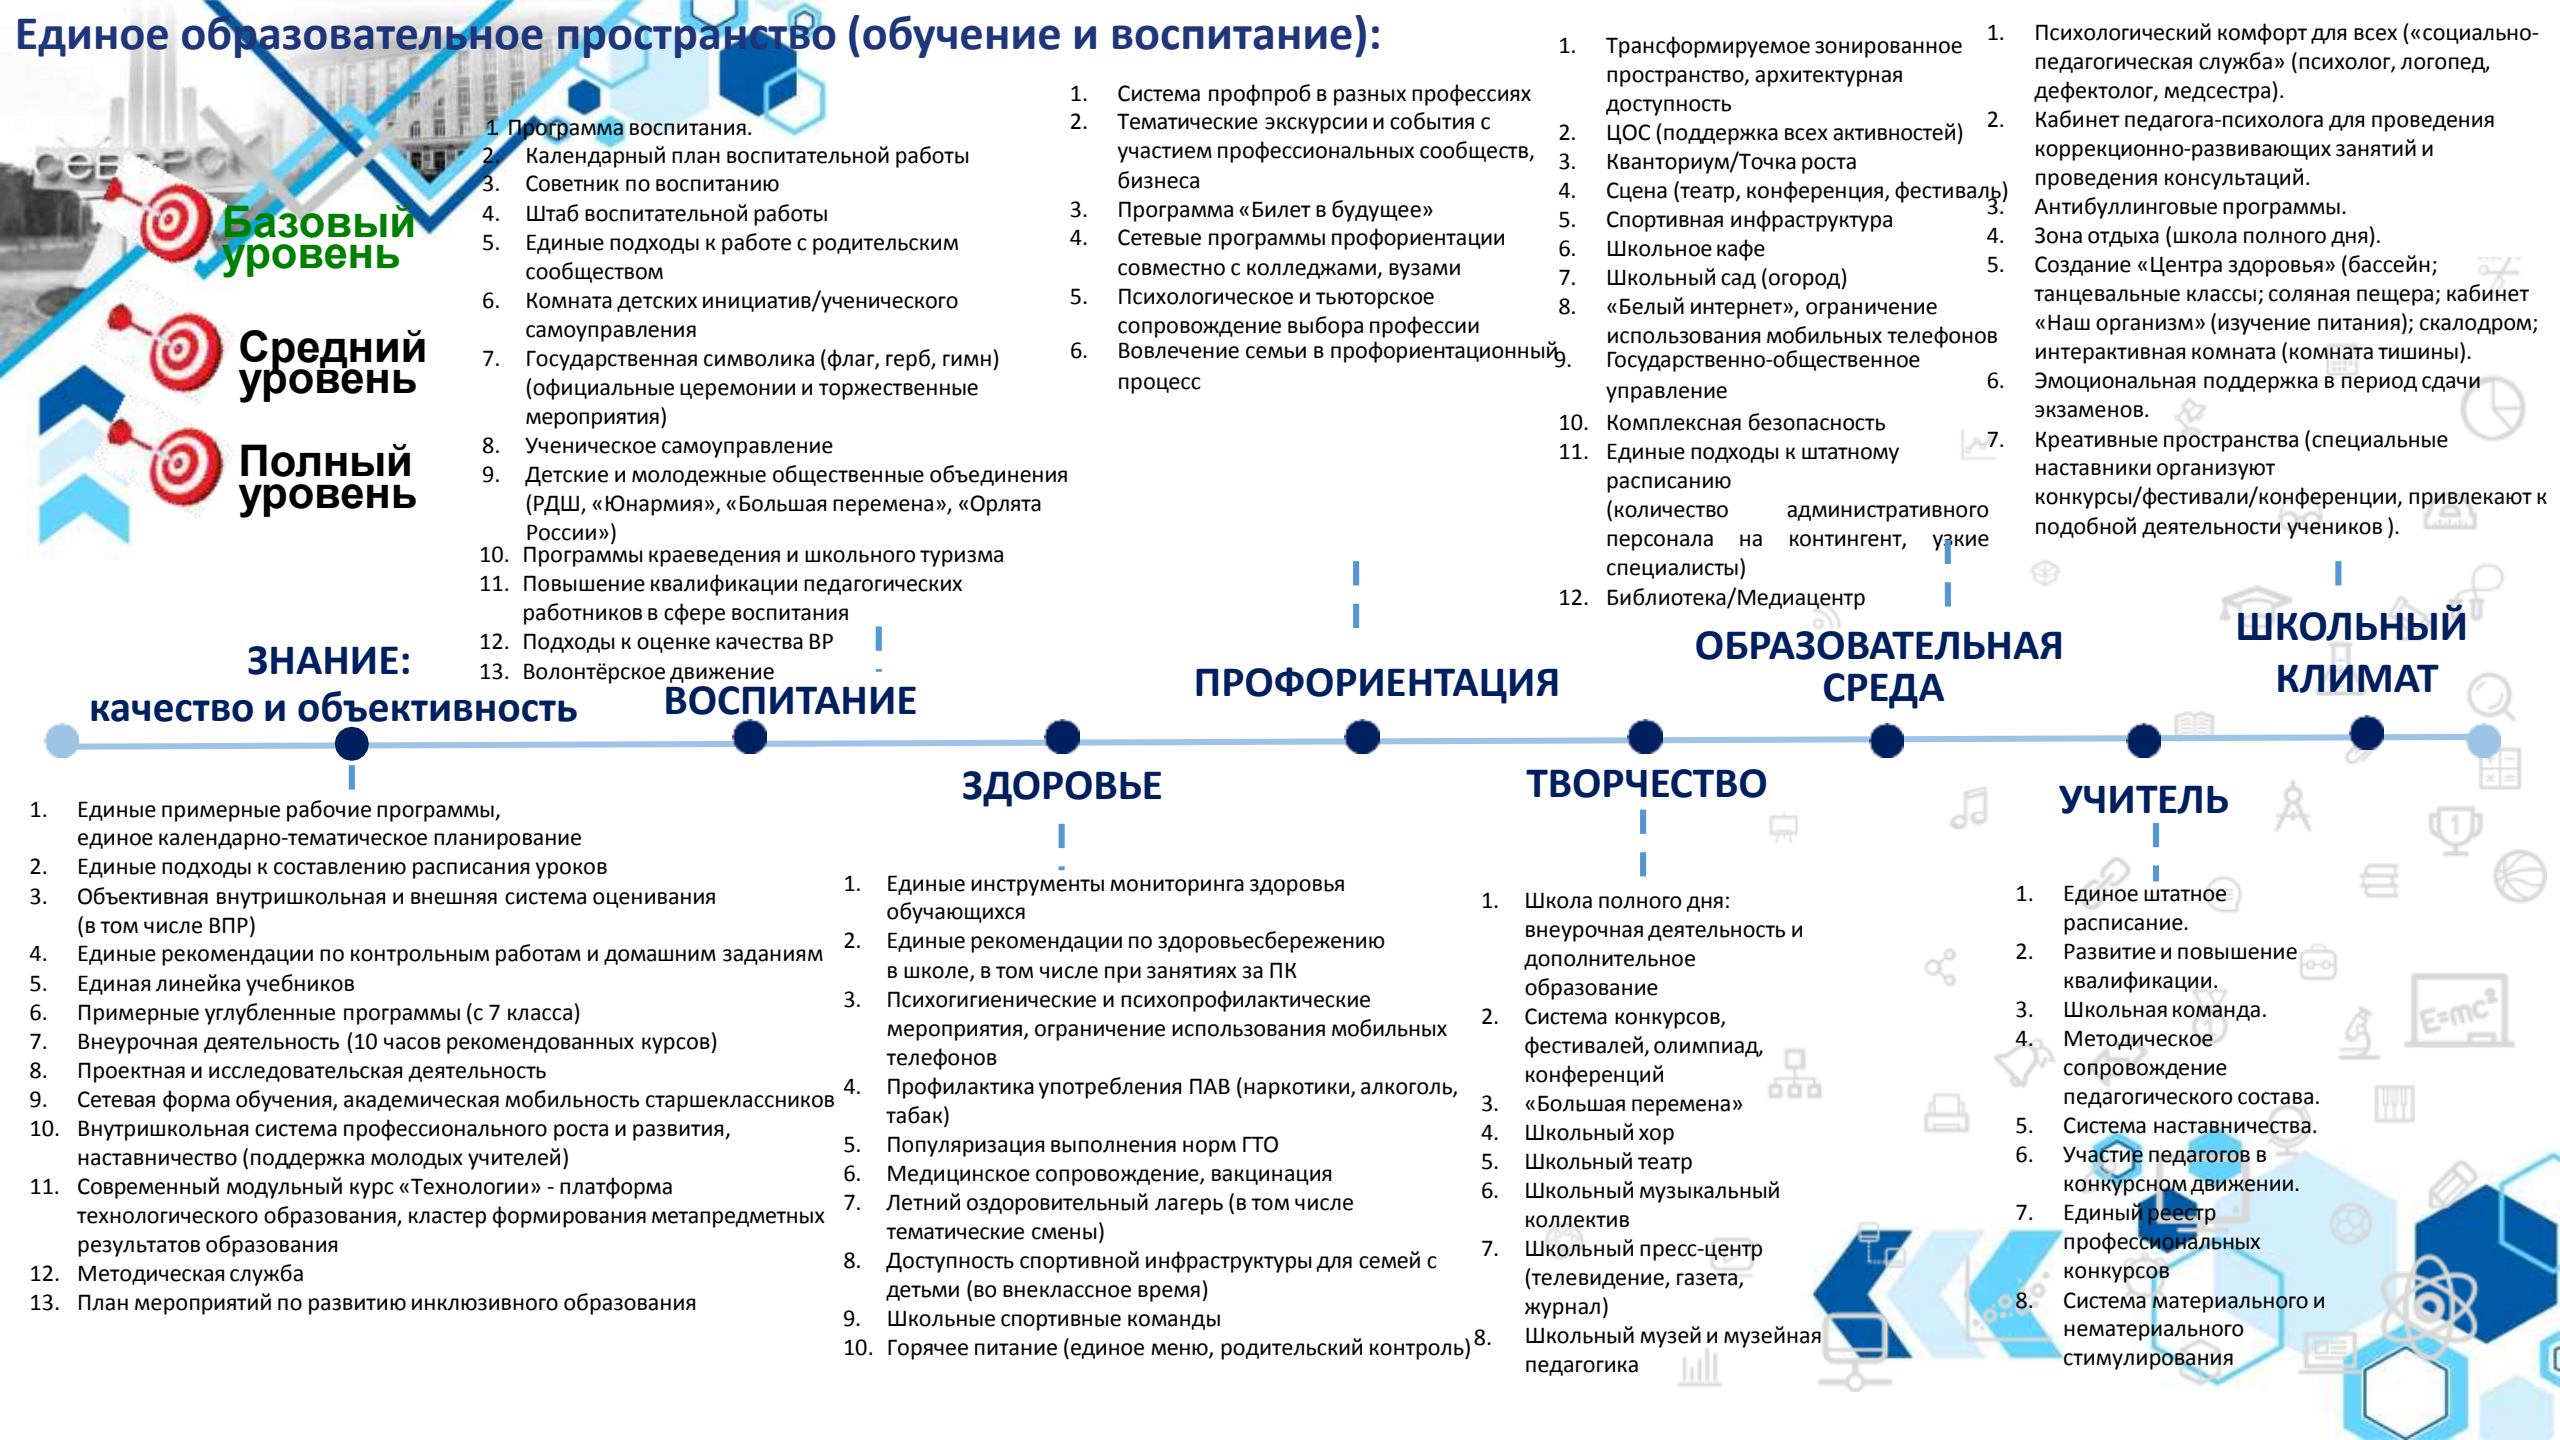 Единое образовательное пространство (обучение и воспитание):
СЕВЕРСК
Базовый
уровень
Средний
уровень
Полный
уровень
1 Программа воспитания.
2. Календарный план воспитательной работы
3. Советник по воспитанию
4. Штаб воспитательной работы
5. Единые подходы к работе с родительским
сообществом
6. Комната детских инициатив/ученического
самоуправления
7. Государственная символика (флаг, герб, гимн)
(официальные церемонии и торжественные
мероприятия)
8. Ученическое самоуправление
9. Детские и молодежные общественные объединения
(РДШ, «Юнармия», «Большая перемена», «Орлята
России»)
10. Программы краеведения и школьного туризма
11. Повышение квалификации педагогических
работников в сфере воспитания
12. Подходы к оценке качества ВР
13. Волонтёрское движение
1. Система профпроб в разных профессиях
2. Тематические экскурсии и события с
участием профессиональных сообществ,
бизнеса
3. Программа «Билет в будущее»
4. Сетевые программы профориентации
совместно с колледжами, вузами
5. Психологическое и тьюторское
сопровождение выбора профессии
6. Вовлечение семьи в профориентационный
процесс
1. Трансформируемое зонированное
пространство, архитектурная
доступность
2. ЦОС (поддержка всех активностей)
3. Кванториум/Точка роста
4. Сцена (театр, конференция, фестиваль)
5. Спортивная инфраструктура
6. Школьное кафе
7. Школьный сад (огород)
8. «Белый интернет», ограничение
использования мобильных телефонов
9. Государственно-общественное
управление
10. Комплексная безопасность
11. Единые подходы к штатному
расписанию
(количество административного
персонала на контингент, узкие
специалисты)
12. Библиотека/Медиацентр
1. Психологический комфорт для всех («социально-
педагогическая служба» (психолог, логопед,
дефектолог, медсестра).
2. Кабинет педагога-психолога для проведения
коррекционно-развивающих занятий и
проведения консультаций.
3. Антибуллинговые программы.
4. Зона отдыха (школа полного дня).
5. Создание «Центра здоровья» (бассейн;
танцевальные классы; соляная пещера; кабинет
«Наш организм» (изучение питания); скалодром;
интерактивная комната (комната тишины).
6. Эмоциональная поддержка в период сдачи
экзаменов.
7. Креативные пространства (специальные
наставники организуют
конкурсы/фестивали/конференции, привлекают к
подобной деятельности учеников ).
ЗНАНИЕ:
качество и объективность
ВОСПИТАНИЕ
ПРОФОРИЕНТАЦИЯ
ОБРАЗОВАТЕЛЬНАЯ
СРЕДА
ШКОЛЬНЫЙ
КЛИМАТ
ЗДОРОВЬЕ
ТВОРЧЕСТВО
УЧИТЕЛЬ
1. Единые примерные рабочие программы,
единое календарно-тематическое планирование
2. Единые подходы к составлению расписания уроков
3. Объективная внутришкольная и внешняя система оценивания
(в том числе ВПР)
4. Единые рекомендации по контрольным работам и домашним заданиям
5. Единая линейка учебников
6. Примерные углубленные программы (с 7 класса)
7. Внеурочная деятельность (10 часов рекомендованных курсов)
8. Проектная и исследовательская деятельность
9. Сетевая форма обучения, академическая мобильность старшеклассников
10. Внутришкольная система профессионального роста и развития,
наставничество (поддержка молодых учителей)
11. Современный модульный курс «Технологии» - платформа
технологического образования, кластер формирования метапредметных
результатов образования
12. Методическая служба
13. План мероприятий по развитию инклюзивного образования
1. Единые инструменты мониторинга здоровья
обучающихся
2. Единые рекомендации по здоровьесбережению
в школе, в том числе при занятиях за ПК
3. Психогигиенические и психопрофилактические
мероприятия, ограничение использования мобильных
телефонов
4. Профилактика употребления ПАВ (наркотики, алкоголь,
табак)
5. Популяризация выполнения норм ГТО
6. Медицинское сопровождение, вакцинация
7. Летний оздоровительный лагерь (в том числе
тематические смены)
8. Доступность спортивной инфраструктуры для семей с
детьми (во внеклассное время)
9. Школьные спортивные команды
10. Горячее питание (единое меню, родительский контроль)
1. Школа полного дня:
внеурочная деятельность и
дополнительное
образование
2. Система конкурсов,
фестивалей, олимпиад,
конференций
3. «Большая перемена»
4. Школьный хор
5. Школьный театр
6. Школьный музыкальный
коллектив
7. Школьный пресс-центр
(телевидение, газета,
журнал)
8. Школьный музей и музейная
педагогика
1. Единое штатное
расписание.
2. Развитие и повышение
квалификации.
3. Школьная команда.
4. Методическое
сопровождение
педагогического состава.
5. Система наставничества.
6. Участие педагогов в
конкурсном движении.
7. Единый реестр
профессиональных
конкурсов
8. Система материального и
нематериального
стимулирования
E=mc²
1